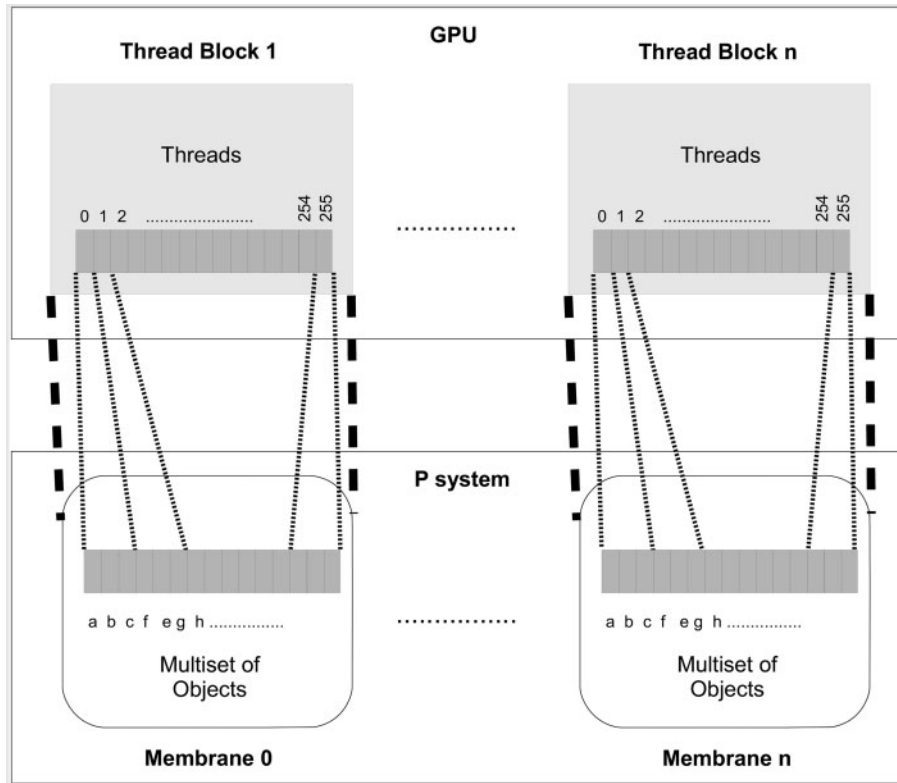 GPU
Thread Block 1
Thread Block n
Threads
Threads
0 1 2 ........................ 254 255
0 1 2 ........................ 254 255
..................
P system
a b c f e g h ................
a b c f e g h ................
..................
Multiset of
Objects
Multiset of
Objects
Membrane 0
Membrane n